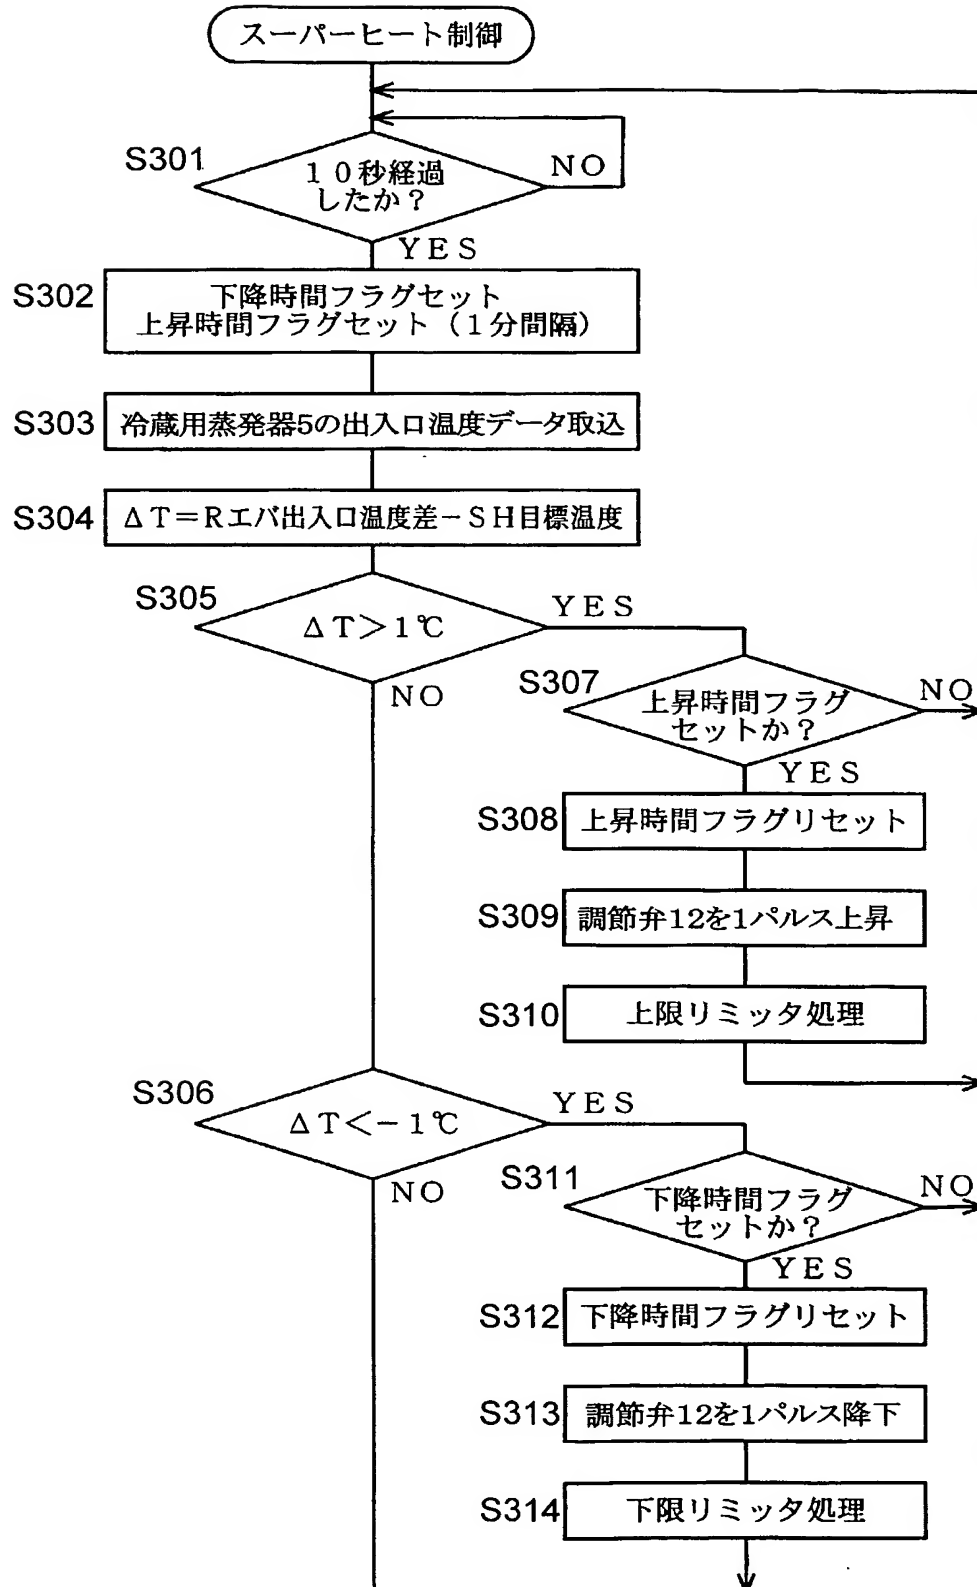 スーパーヒート制御
S301
10秒経過
したか？
NO
YES
S302
下降時間フラグセット
上昇時間フラグセット（1分間隔）
S303
冷蔵用蒸発器5の出入口温度データ取込
S304
ΔT＝Rエバ出入口温度差－SH目標温度
S305
ΔT＞1℃
YES
NO
S307
上昇時間フラグ
セットか？
NO
YES
S308
上昇時間フラグリセット
S309
調節弁12を1パルス上昇
S310
上限リミッタ処理
S306
ΔT＜－1℃
YES
NO
S311
下降時間フラグ
セットか？
NO
YES
S312
下降時間フラグリセット
S313
調節弁12を1パルス降下
S314
下限リミッタ処理